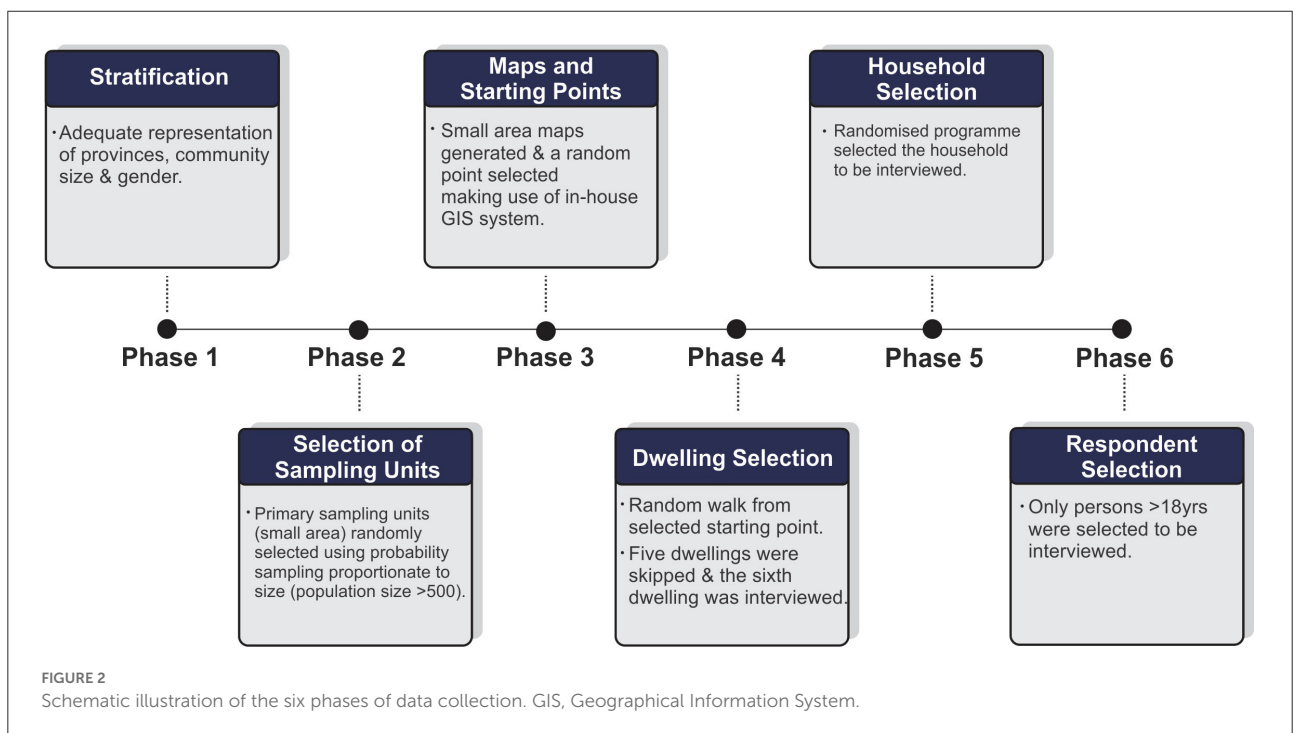 Stratification
·Adequate representation
of provinces, community
size & gender.
Maps and
Starting Points
· Small area maps
generated & a random
point selected
making use of in-house
GIS system.
Household
Selection
· Randomised programme
selected the household
to be interviewed.
Phase 1
Phase 2
Phase 3
Phase 4
Phase 5
Phase 6
Selection of
Sampling Units
· Primary sampling units
(small area) randomly
selected using probability
sampling proportionate to
size (population size >500).
Dwelling Selection
· Random walk from
selected starting point.
· Five dwellings were
skipped & the sixth
dwelling was interviewed.
Respondent
Selection
· Only persons >18yrs
were selected to be
interviewed.
FIGURE 2
Schematic illustration of the six phases of data collection. GIS, Geographical Information System.